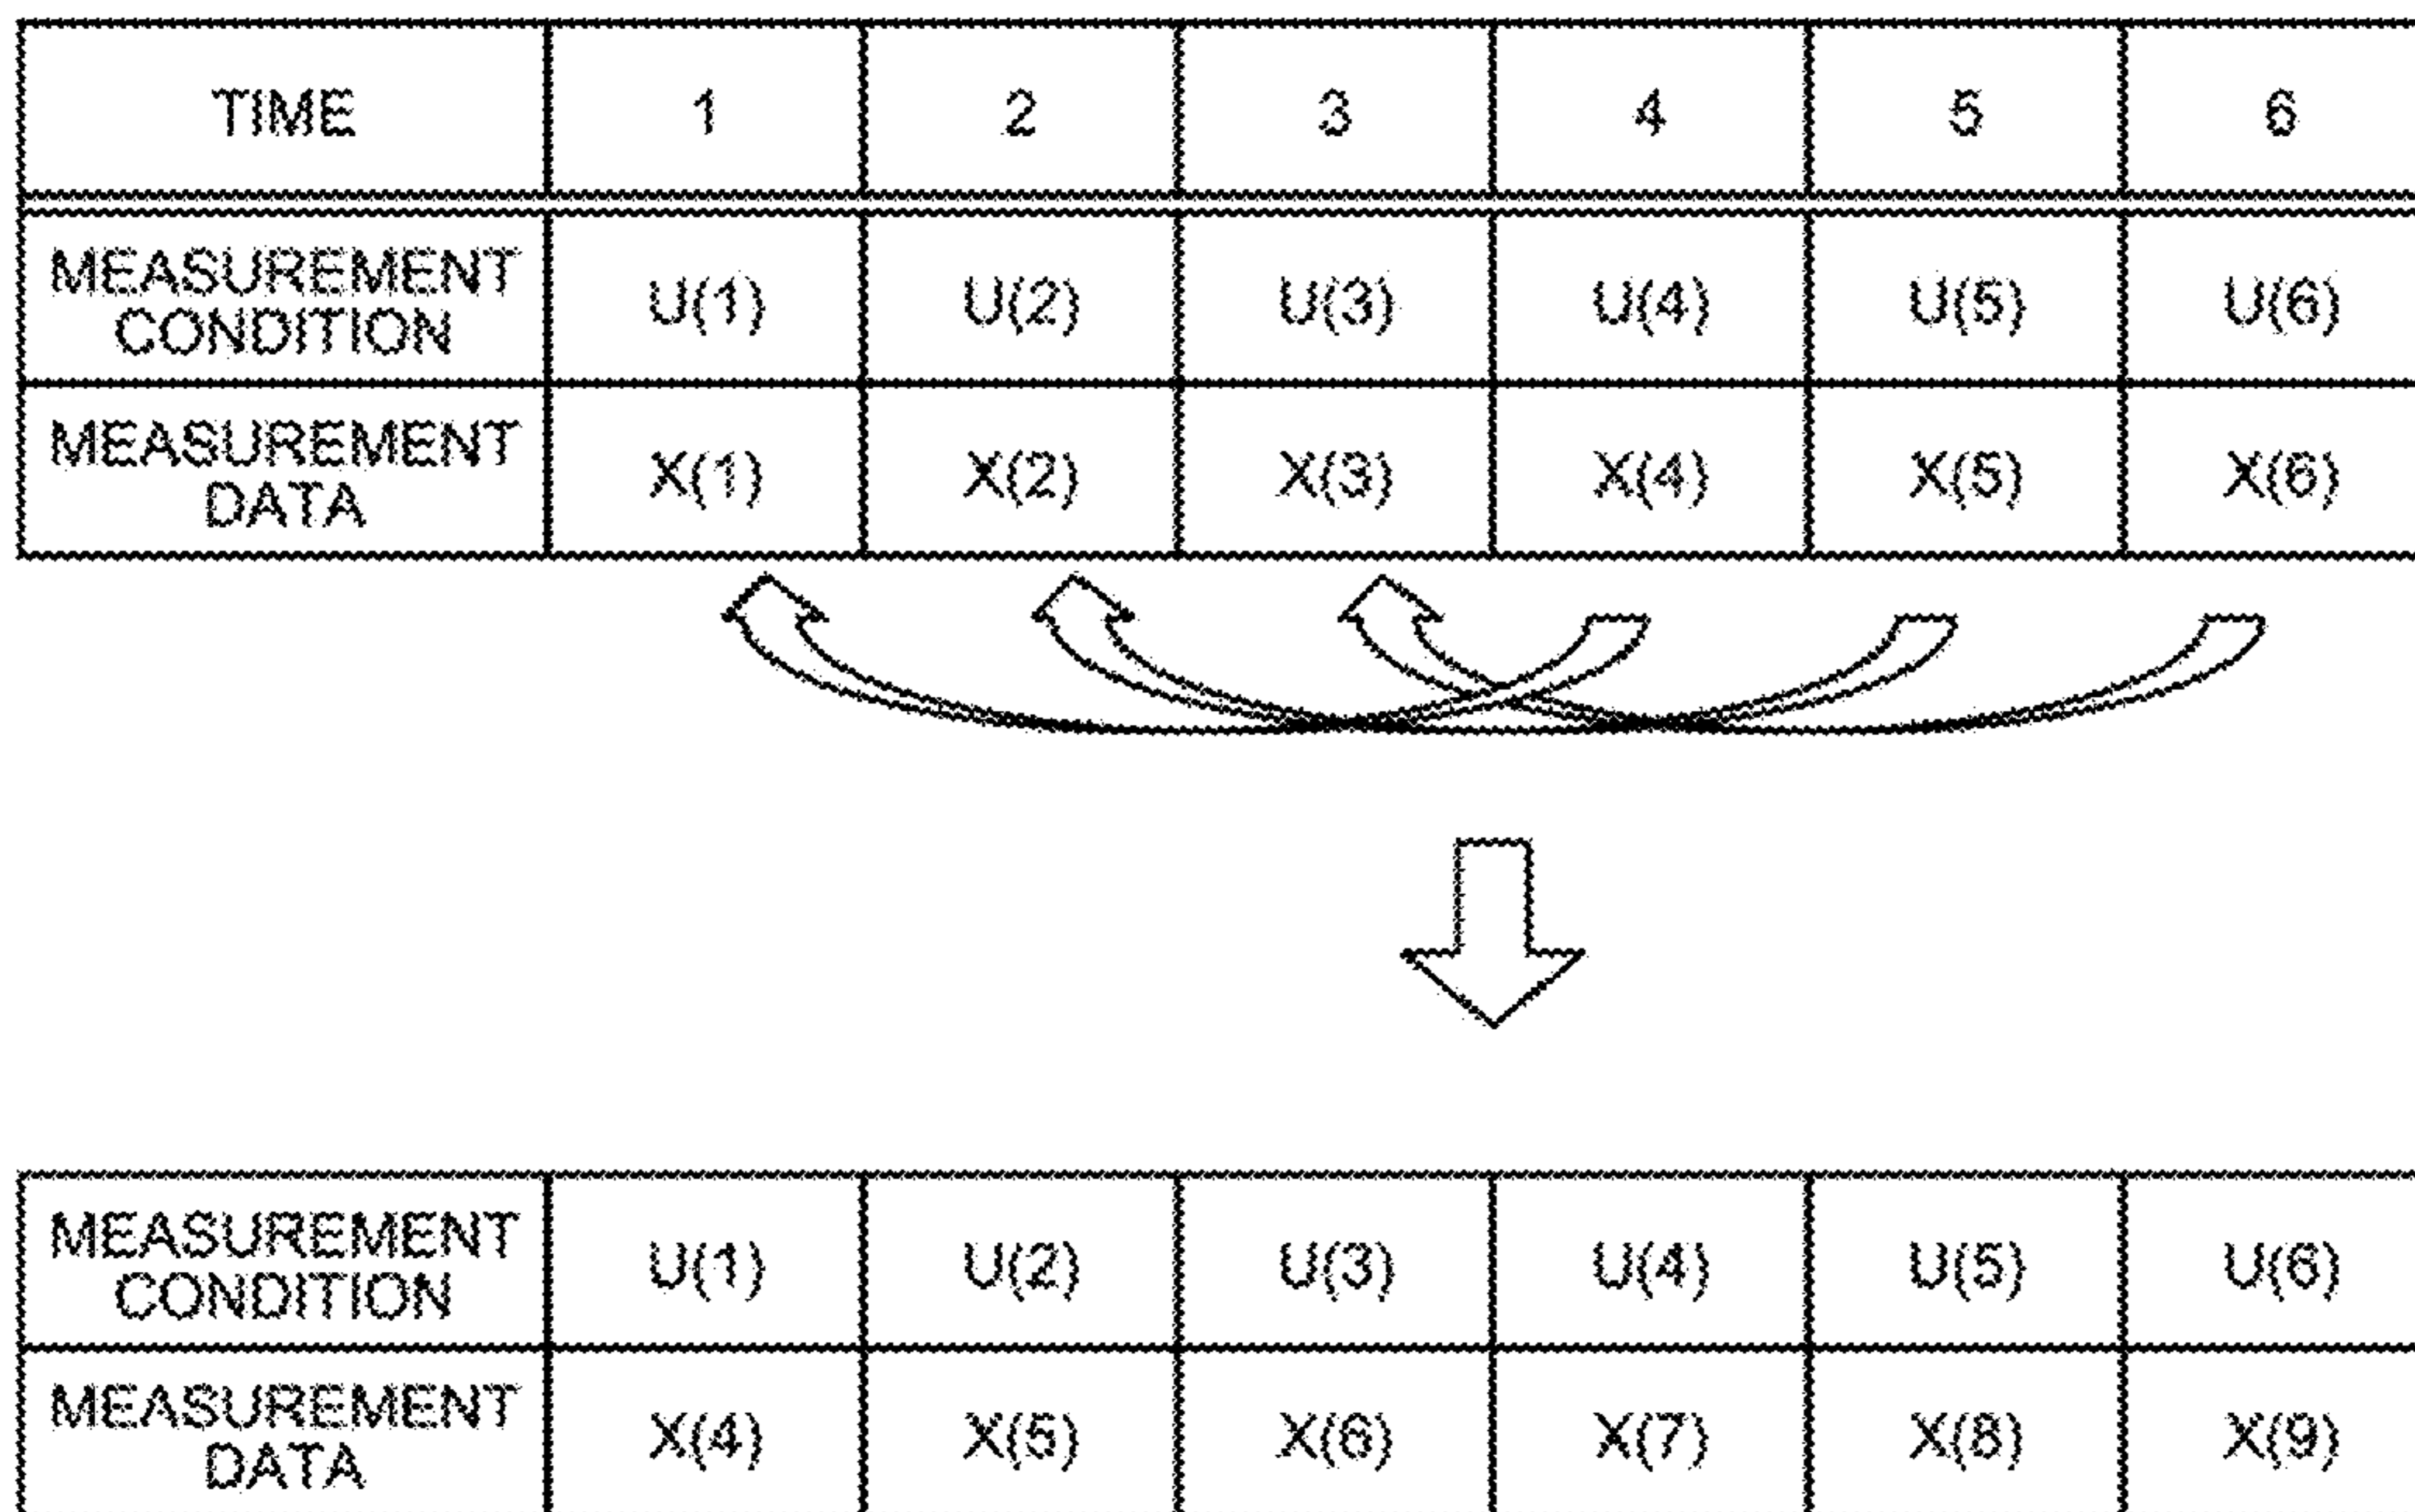 TIME 1 2 3 4 5 6
MEASUREMENT
CONDITION U(1) U(2) U(3) U(4) U(5) U(6)
MEASUREMENT
DATA X(1) X(2) X(3) X(4) X(5) X(6)
MEASUREMENT
CONDITION U(1) U(2) U(3) U(4) U(5) U(6)
MEASUREMENT
DATA X(4) X(5) X(6) X(7) X(8) X(9)